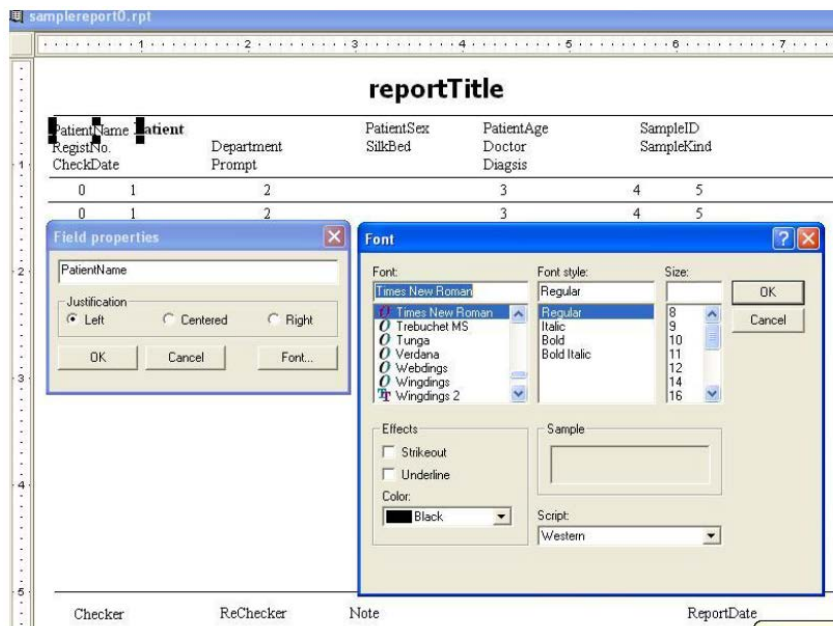 samplereport0.rpt
1 2 3 4 5 6 7
reportTitle
PatientName Patient PatientSex PatientAge SampleID
RegistNo. Department SilkBed Doctor SampleKind
CheckDate Prompt Diagsis
0 1 2 3 4 5
0 1 2 3 4 5
1
2
3
4
5
Field properties
PatientName
Justification
Left Centered Right
OK Cancel Font...
Font
Font: Font style: Size:
Times New Roman Regular OK
Times New Roman Regular 8 Cancel
Trebuchet MS Italic 9
Tunga Bold 10
Verdana Bold Italic 11
Webdings 12
Wingdings 14
Wingdings 2 16
Effects Sample
Strikeout
Underline
Color:
Black Script:
Western
Checker ReChecker Note ReportDate